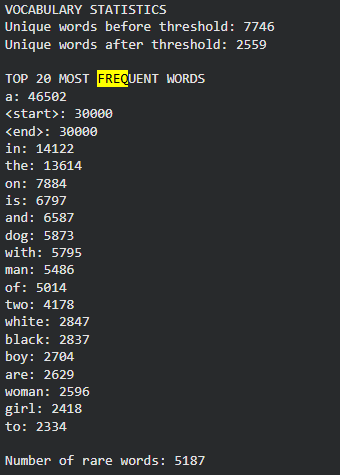 VOCABULARY STATISTICS
Unique words before threshold: 7746
Unique words after threshold: 2559
TOP 20 MOST FREQUENT WORDS
a: 46502
<start>: 30000
<end>: 30000
in: 14122
the: 13614
on: 7884
is: 6797
and: 6587
dog: 5873
with: 5795
man: 5486
of: 5014
two: 4178
white: 2847
black: 2837
boy: 2704
are: 2629
woman: 2596
girl: 2418
to: 2334
Number of rare words: 5187